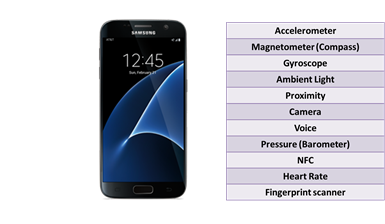 SAMSUNG
12:45
Accelerometer
Magnetometer (Compass)
Gyroscope
Ambient Light
Proximity
Camera
Voice
Pressure (Barometer)
NFC
Heart Rate
Fingerprint scanner